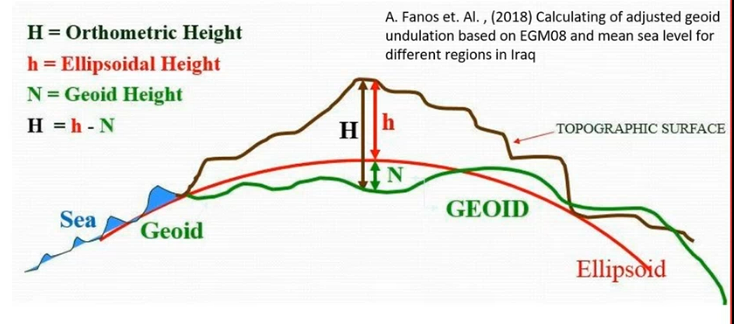 A. Fanos et. Al. , (2018) Calculating of adjusted geoid
undulation based on EGM08 and mean sea level for
different regions in Iraq
H = Orthometric Height
h = Ellipsoidal Height
N = Geoid Height
H = h - N
H
h
N
TOPOGRAPHIC SURFACE
GEOID
Sea
Geoid
Ellipsoid